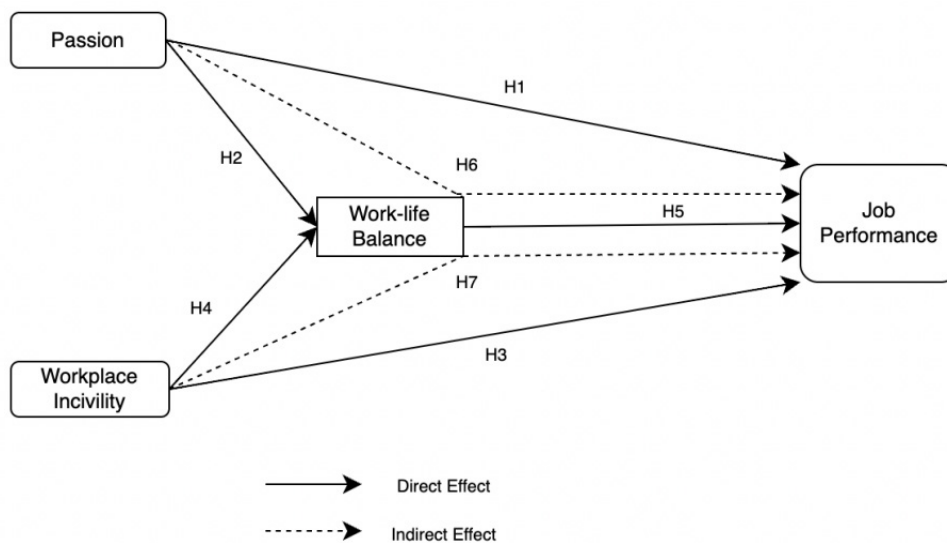 Passion
H1
H2
H6
Work-life
Balance
H5
Job
Performance
H7
H4
H3
Workplace
Incivility
Direct Effect
Indirect Effect